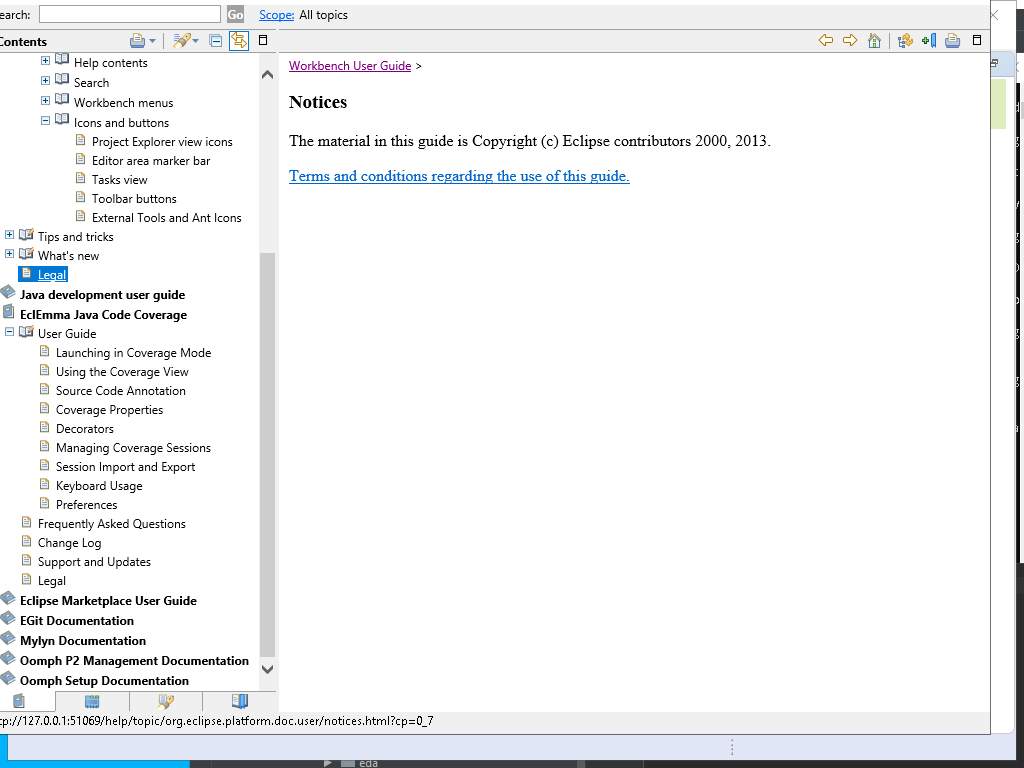 earch: Go Scope: All topics
Contents
Help contents
Search
Workbench menus
Icons and buttons
Project Explorer view icons
Editor area marker bar
Tasks view
Toolbar buttons
External Tools and Ant Icons
Tips and tricks
What's new
Legal
Java development user guide
EclEmma Java Code Coverage
User Guide
Launching in Coverage Mode
Using the Coverage View
Source Code Annotation
Coverage Properties
Decorators
Managing Coverage Sessions
Session Import and Export
Keyboard Usage
Preferences
Frequently Asked Questions
Change Log
Support and Updates
Legal
Eclipse Marketplace User Guide
EGit Documentation
Mylyn Documentation
Oomph P2 Management Documentation
Oomph Setup Documentation
Workbench User Guide >
Notices
The material in this guide is Copyright (c) Eclipse contributors 2000, 2013.
Terms and conditions regarding the use of this guide.
tp://127.0.0.1:51069/help/topic/org.eclipse.platform.doc.user/notices.html?cp=0_7
eda